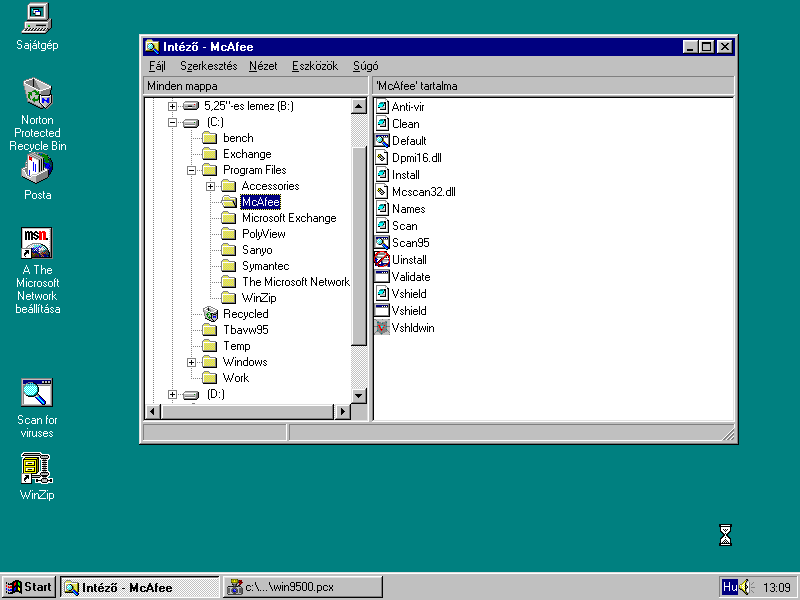 Sajátgép
Norton
Protected
Recycle Bin
Posta
msn.
A The
Microsoft
Network
beállítása
Scan for
viruses
WinZip
Intéző - McAfee
Fájl Szerkesztés Nézet Eszközök Súgó
Minden mappa
'McAfee' tartalma
5,25''-es lemez (B:)
(C:)
bench
Exchange
Program Files
Accessories
McAfee
Microsoft Exchange
PolyView
Sanyo
Symantec
The Microsoft Network
WinZip
Recycled
Tbavw95
Temp
Windows
Work
(D:)
Anti-vir
Clean
Default
Dpmi16.dll
Install
Mcscan32.dll
Names
Scan
Scan95
Uinstall
Validate
Vshield
Vshield
Vshldwin
Start
Intéző - McAfee
c:\...\win9500.pcx
Hu
13:09